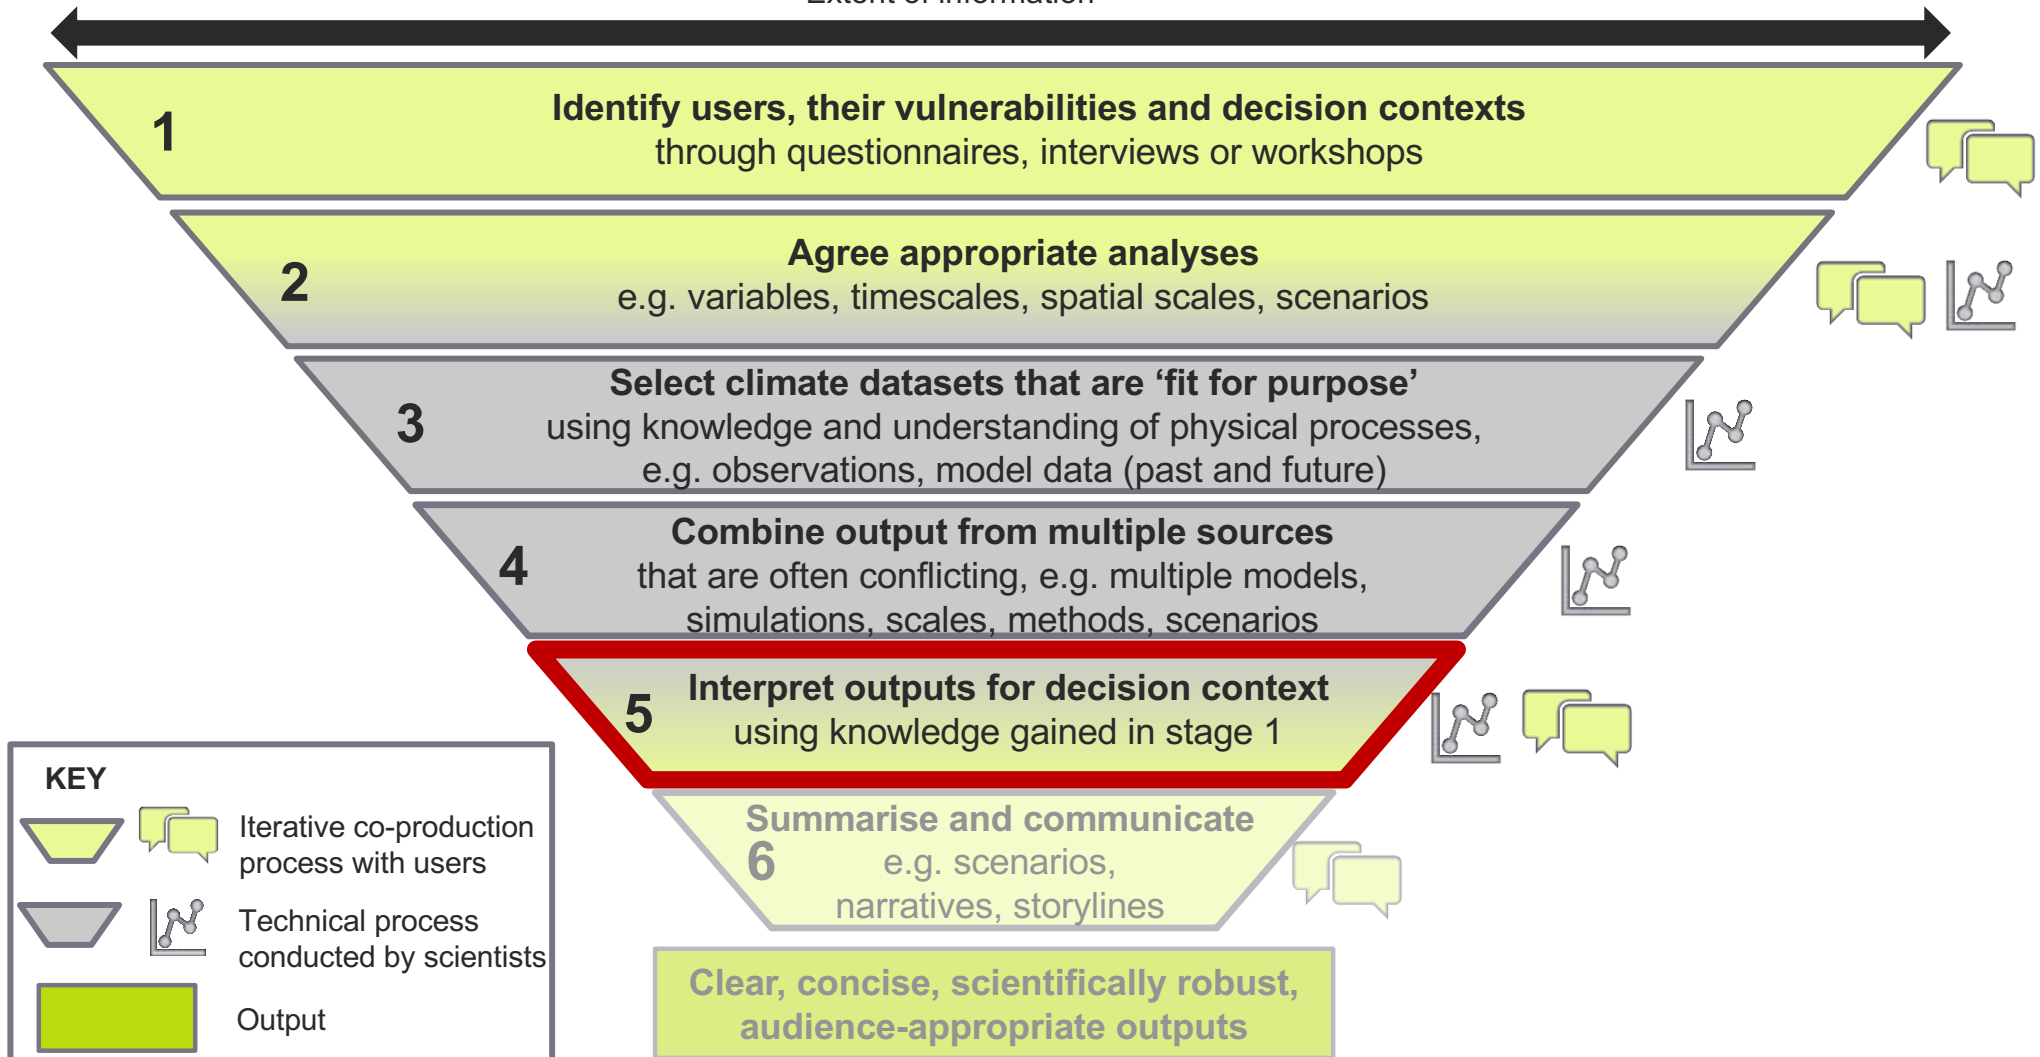 Extent of information
1
Identify users, their vulnerabilities and decision contexts
through questionnaires, interviews or workshops
2
Agree appropriate analyses
e.g. variables, timescales, spatial scales, scenarios
3
Select climate datasets that are ‘fit for purpose’
using knowledge and understanding of physical processes,
e.g. observations, model data (past and future)
4
Combine output from multiple sources
that are often conflicting, e.g. multiple models,
simulations, scales, methods, scenarios
5
Interpret outputs for decision context
using knowledge gained in stage 1
6
Summarise and communicate
e.g. scenarios,
narratives, storylines
Clear, concise, scientifically robust,
audience-appropriate outputs
KEY
Iterative co-production
process with users
Technical process
conducted by scientists
Output